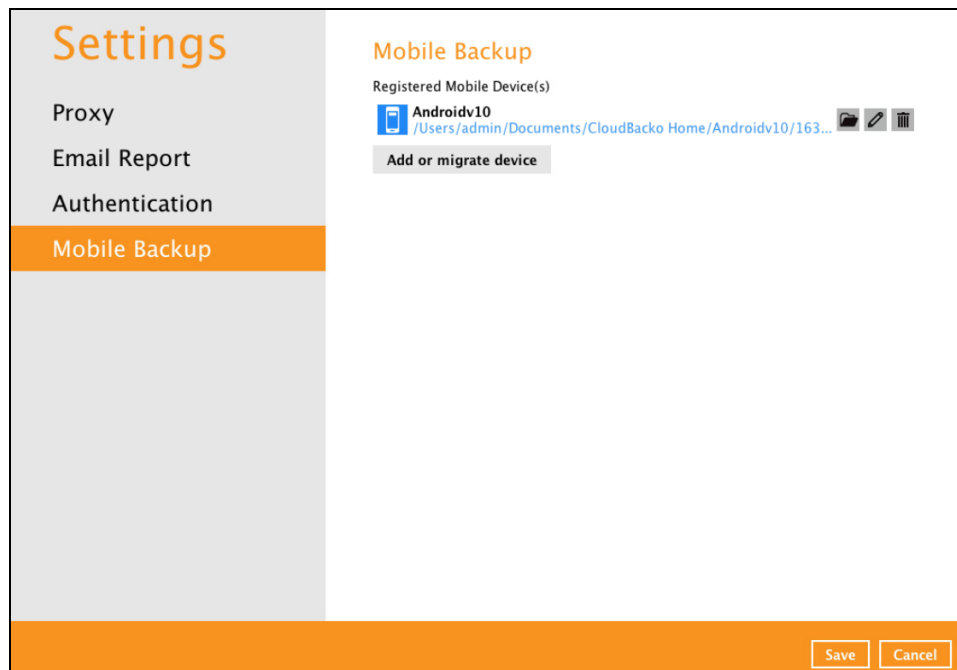 Settings
Proxy
Email Report
Authentication
Mobile Backup
Mobile Backup
Registered Mobile Device(s)
Androidv10
/Users/admin/Documents/CloudBacko Home/Androidv10/163...
Add or migrate device
Save
Cancel